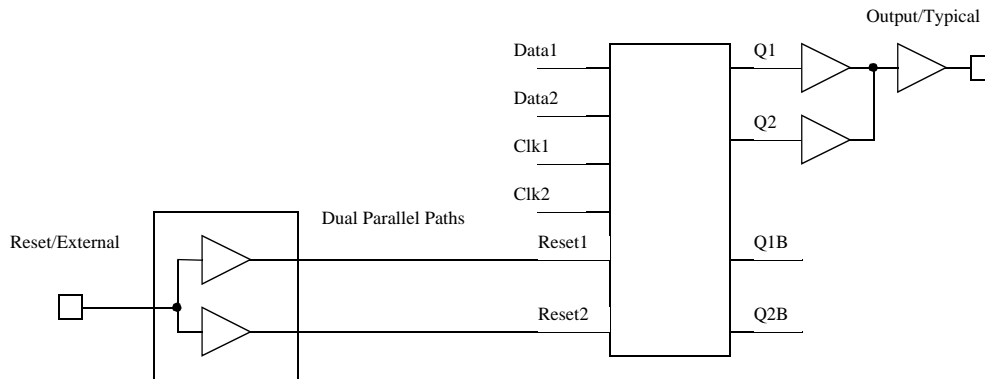 Output/Typical
Data1
Q1
Data2
Q2
Clk1
Clk2
Dual Parallel Paths
Reset/External
Reset1
Q1B
Reset2
Q2B